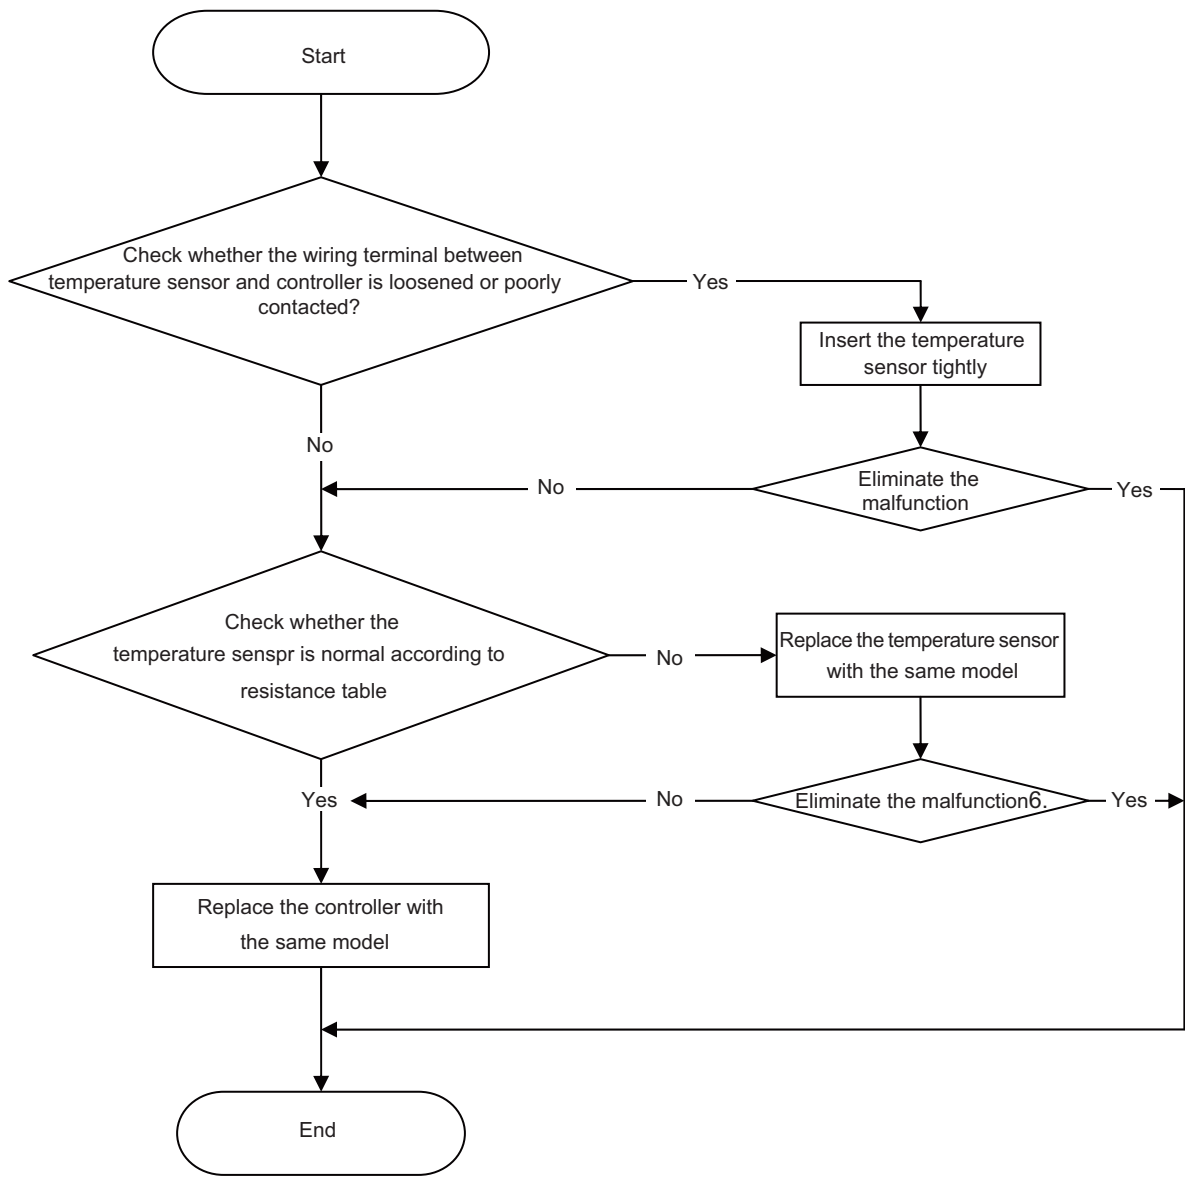 Start
Check whether the wiring terminal between
temperature sensor and controller is loosened or poorly
contacted?
Yes
Insert the temperature
sensor tightly
No
Eliminate the
malfunction
No
Yes
Check whether the
temperature senspr is normal according to
resistance table
No
Replace the temperature sensor
with the same model
Yes
No
Eliminate the malfunction6.
Yes
Replace the controller with
the same model
End